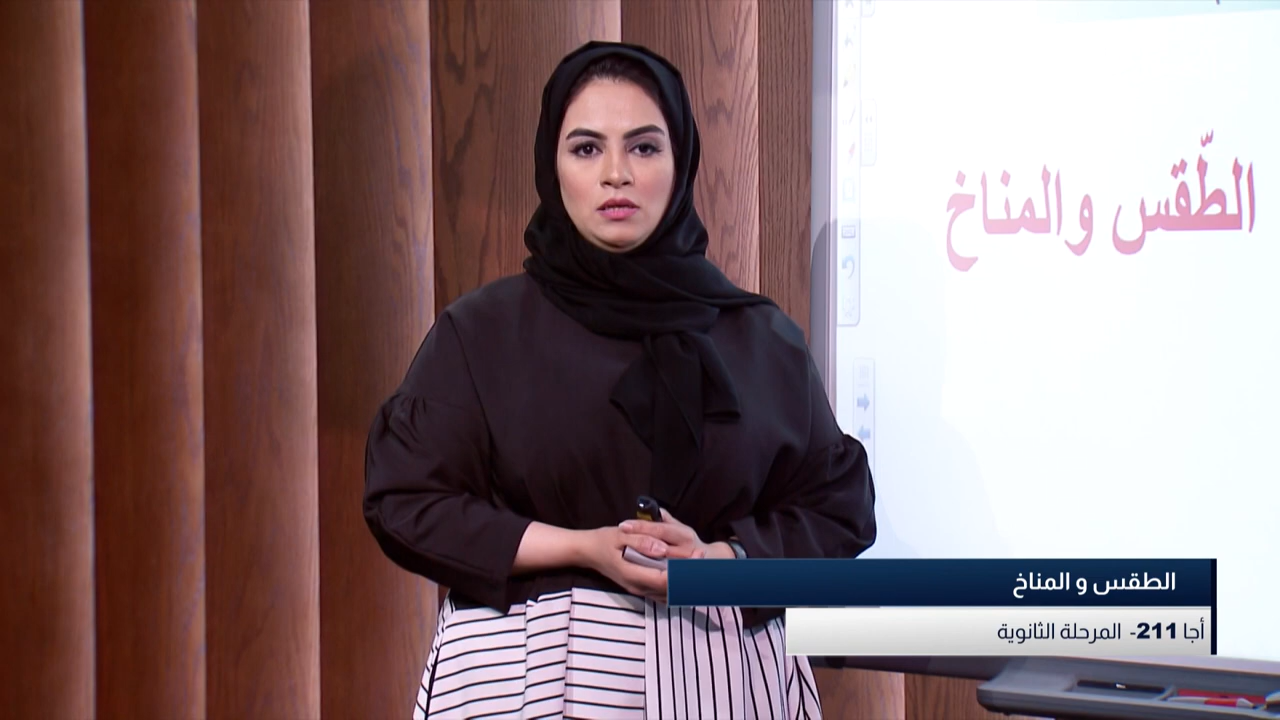 الطّقس والمناخ
الطقس و المناخ
أجا 211- المرحلة الثانوية